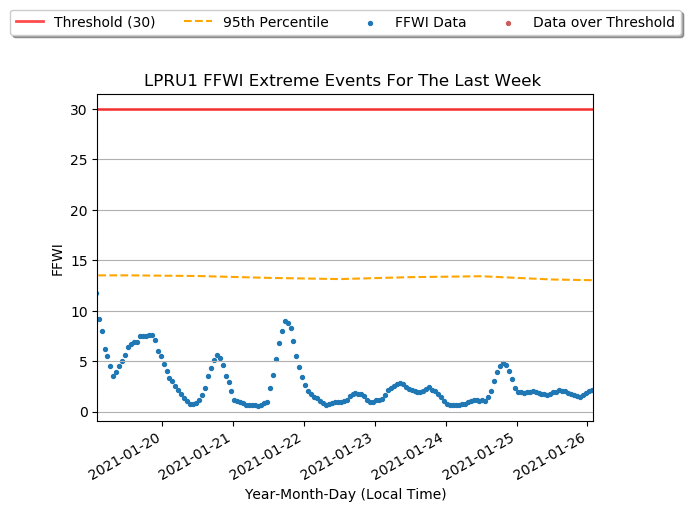 Threshold (30) 95th Percentile FFWI Data Data over Threshold
LPRU1 FFWI Extreme Events For The Last Week
30
25
20
15
10
5
0
FFWI
2021-01-20 2021-01-21 2021-01-22 2021-01-23 2021-01-24 2021-01-25 2021-01-26
Year-Month-Day (Local Time)